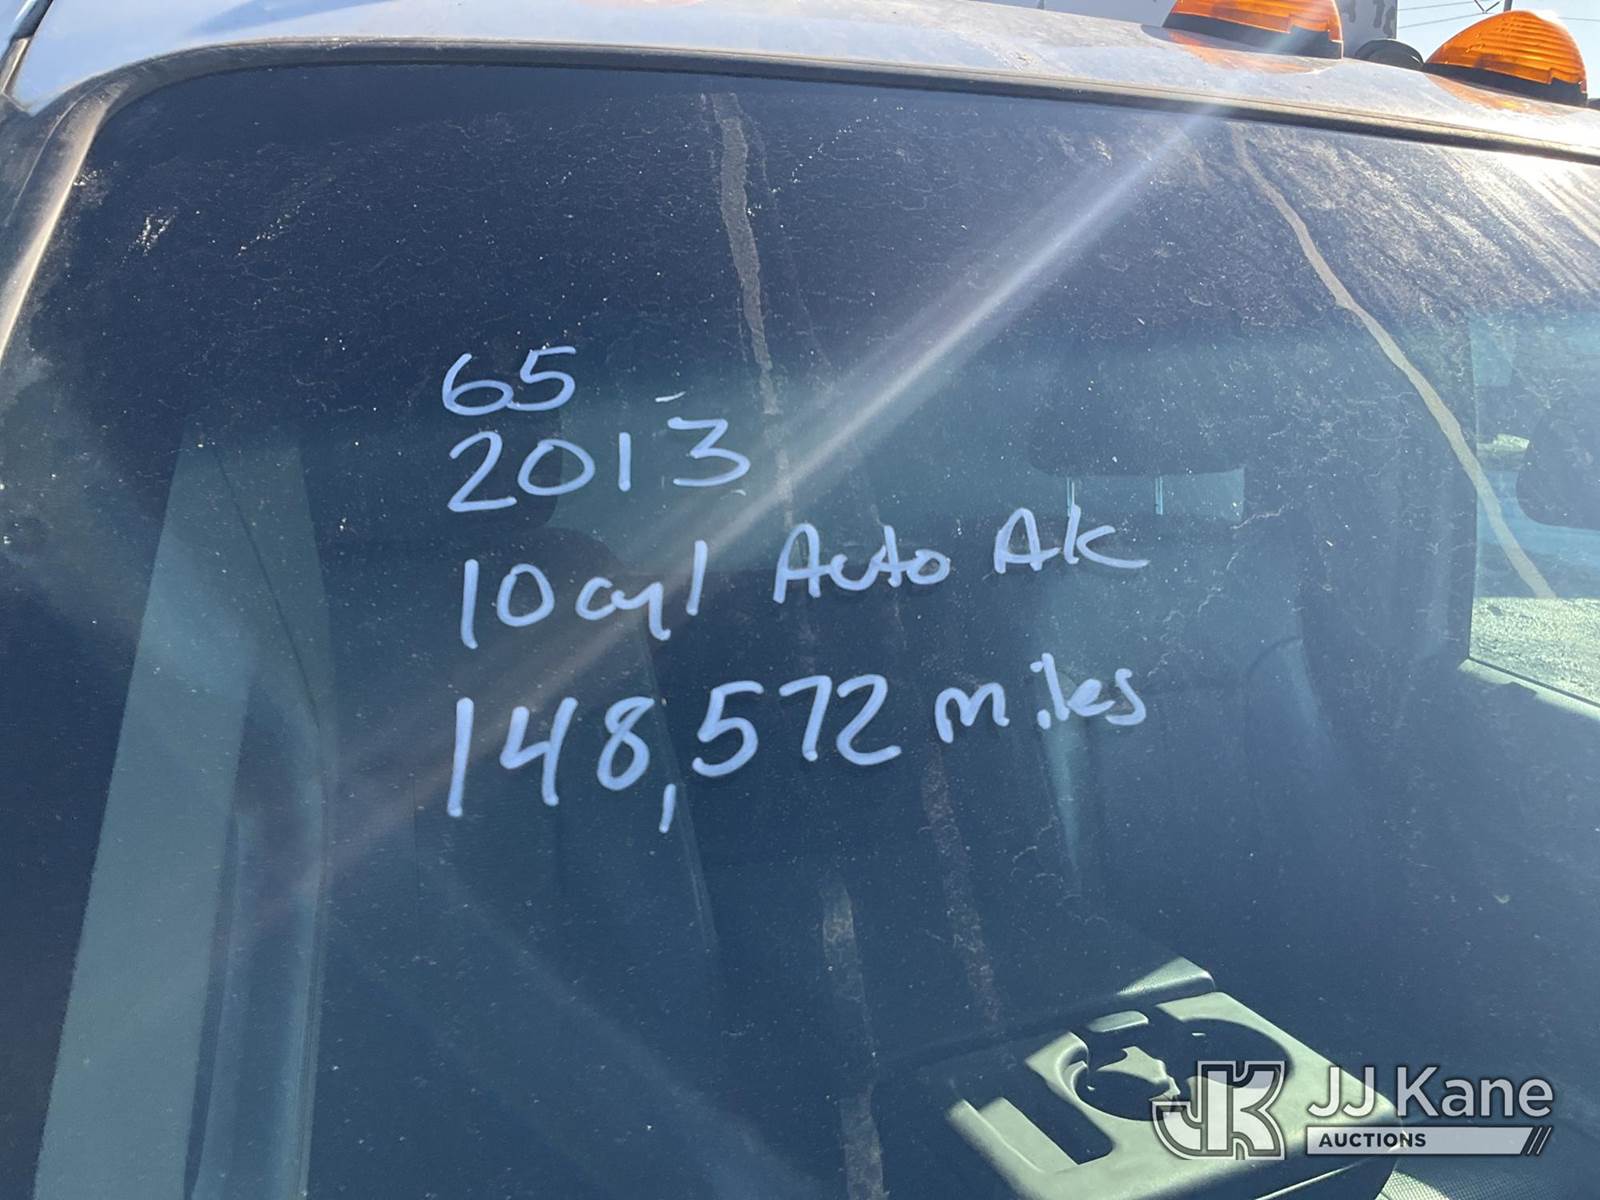 65
2013
10cyl Auto AK
148,572 miles
JJ Kane
AUCTIONS